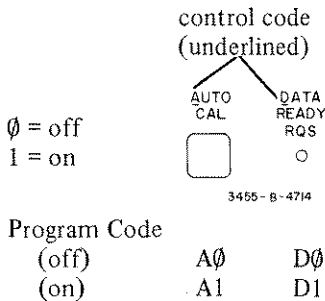 control code
(underlined)
AUTO
CAL
DATA
READY
RQS
Ø = off
1 = on
3455-B-4714
Program Code
(off) AØ DØ
(on) A1 D1